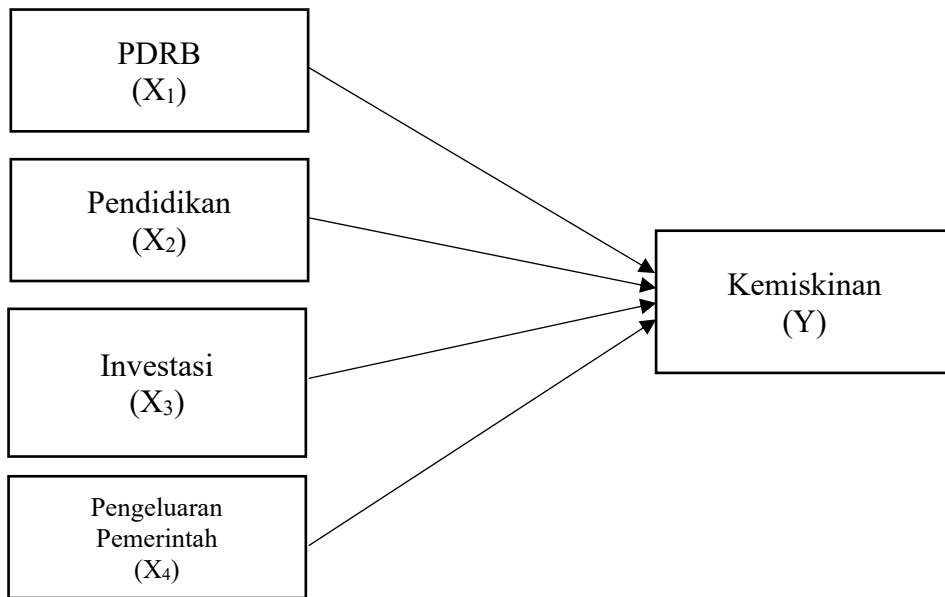 PDRB
(X₁)
Pendidikan
(X₂)
Investasi
(X₃)
Pengeluaran
Pemerintah
(X₄)
Kemiskinan
(Y)